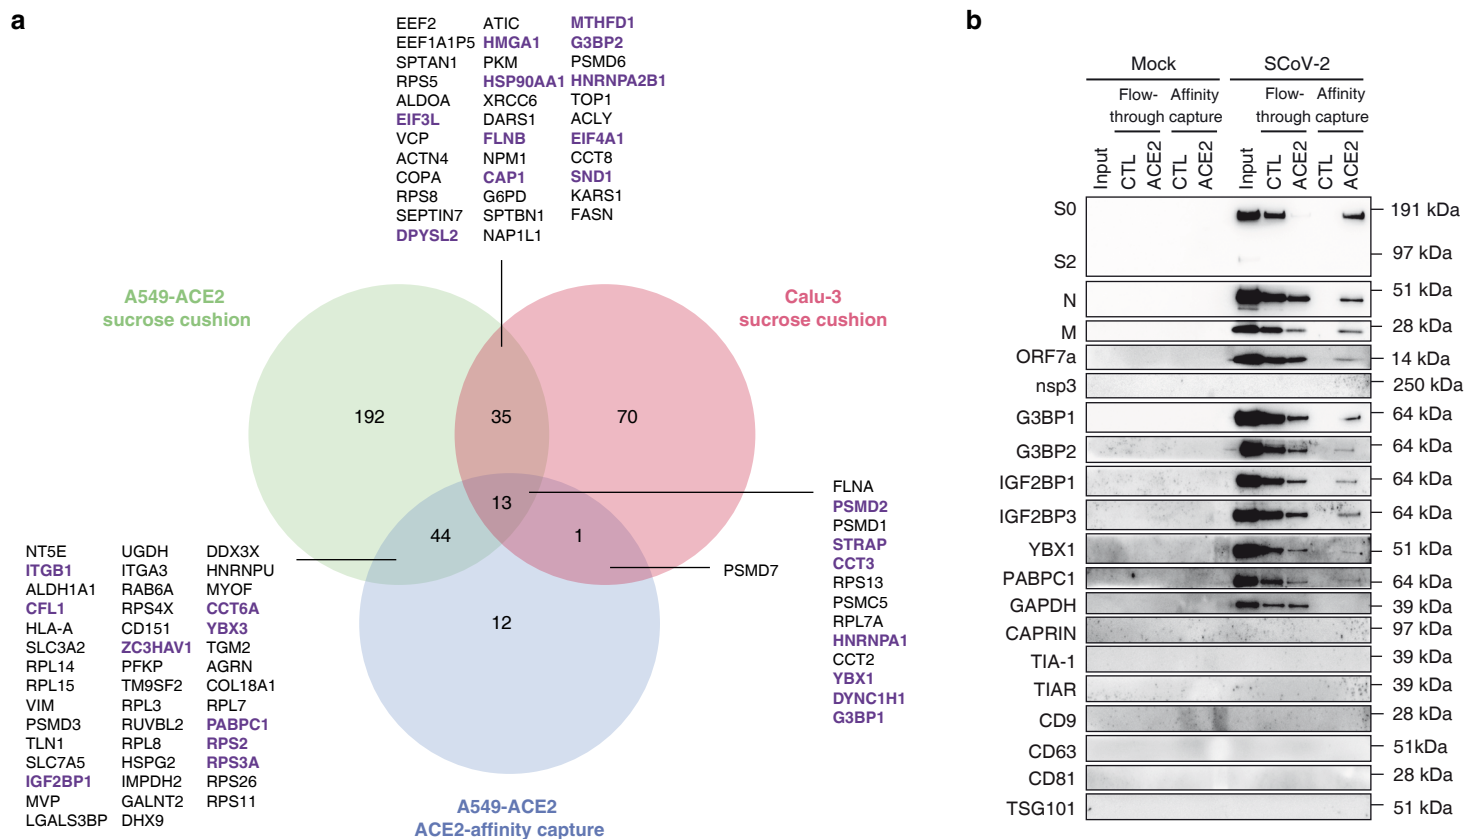 a
EEF2 ATIC MTHFD1
EEF1A1P5 HMGA1 G3BP2
SPTAN1 PKM PSMD6
RPS5 HSP90AA1 HNRNPA2B1
ALDOA XRCC6 TOP1
EIF3L DARS1 ACLY
VCP FLNB EIF4A1
ACTN4 NPM1 CCT8
COPA CAP1 SND1
RPS8 G6PD KARS1
SEPTIN7 SPTBN1 FASN
DPYSL2 NAP1L1
A549-ACE2
sucrose cushion
Calu-3
sucrose cushion
192
35
70
13
44
1
12
FLNA
PSMD2
PSMD1
STRAP
CCT3
RPS13
PSMC5
RPL7A
HNRNPA1
CCT2
YBX1
DYNC1H1
G3BP1
PSMD7
NT5E UGDH DDX3X
ITGB1 ITGA3 HNRNPU
ALDH1A1 RAB6A MYOF
CFL1 RPS4X CCT6A
HLA-A CD151 YBX3
SLC3A2 ZC3HAV1 TGM2
RPL14 PFKP AGRN
RPL15 TM9SF2 COL18A1
VIM RPL3 RPL7
PSMD3 RUVBL2 PABPC1
TLN1 RPL8 RPS2
SLC7A5 HSPG2 RPS3A
IGF2BP1 IMPDH2 RPS26
MVP GALNT2 RPS11
LGALS3BP DHX9
A549-ACE2
ACE2-affinity capture
b
Mock SCoV-2
Flow- Affinity Flow- Affinity
through capture through capture
Input CTL ACE2 CTL ACE2 Input CTL ACE2 CTL ACE2
S0 191 kDa
S2 97 kDa
N 51 kDa
M 28 kDa
ORF7a 14 kDa
nsp3 250 kDa
G3BP1 64 kDa
G3BP2 64 kDa
IGF2BP1 64 kDa
IGF2BP3 64 kDa
YBX1 51 kDa
PABPC1 64 kDa
GAPDH 39 kDa
CAPRIN 97 kDa
TIA-1 39 kDa
TIAR 39 kDa
CD9 28 kDa
CD63 51kDa
CD81 28 kDa
TSG101 51 kDa